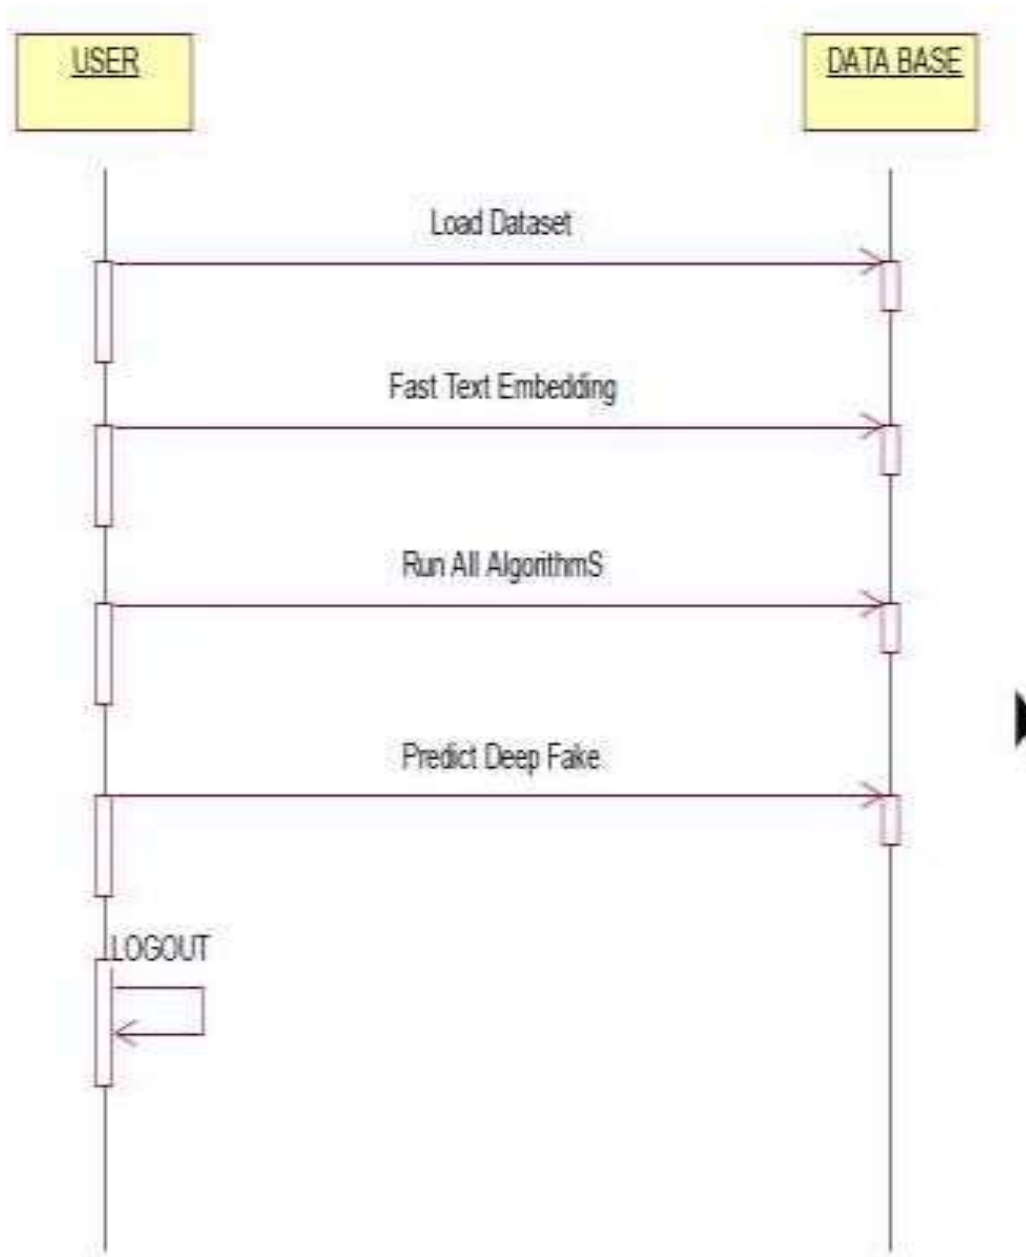 USER
DATA BASE
Load Dataset
Fast Text Embedding
Run All AlgorithmS
Predict Deep Fake
LOGOUT